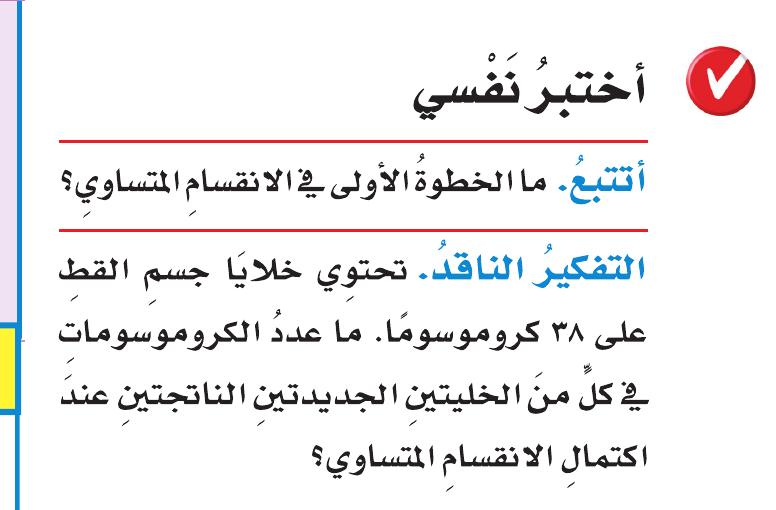 أختبرُ نَفْسي
أتتبعُ. ما الخطوةُ الأولى في الانقسامِ المتساوي؟
التفكيرُ الناقدُ. تحتوِي خلايَا جسمِ القطِ
على ٣٨ كروموسومًا. ما عددُ الكروموسوماتِ
في كلٍّ منَ الخليتينِ الجديدتينِ الناتجتينِ عندَ
اكتمالِ الانقسامِ المتساوي؟